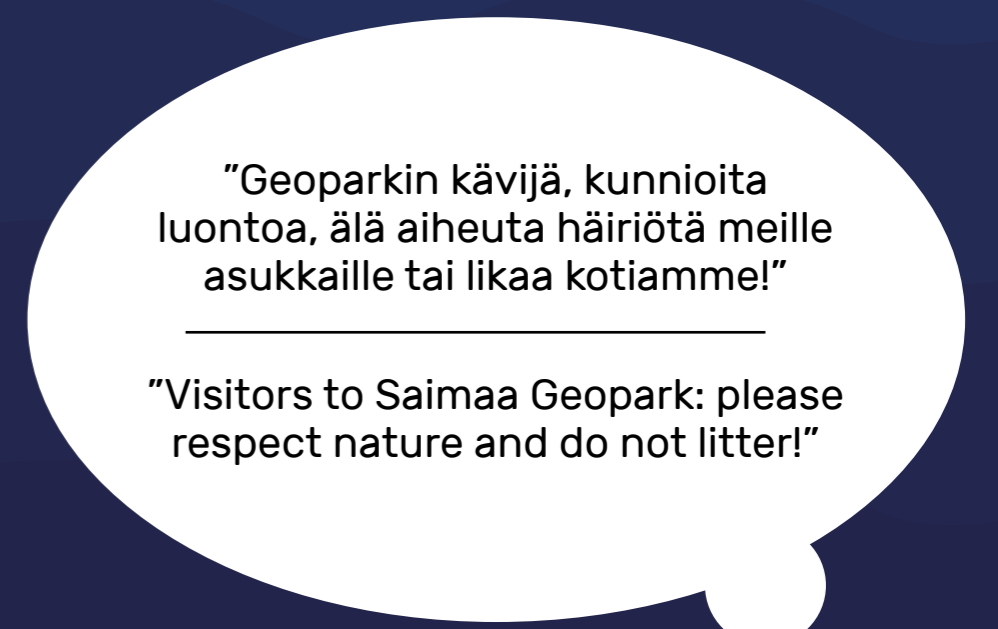 ”Geoparkin kävijä, kunnioita
luontoa, älä aiheuta häiriötä meille
asukkaille tai likaa kotiamme!”
”Visitors to Saimaa Geopark: please
respect nature and do not litter!”